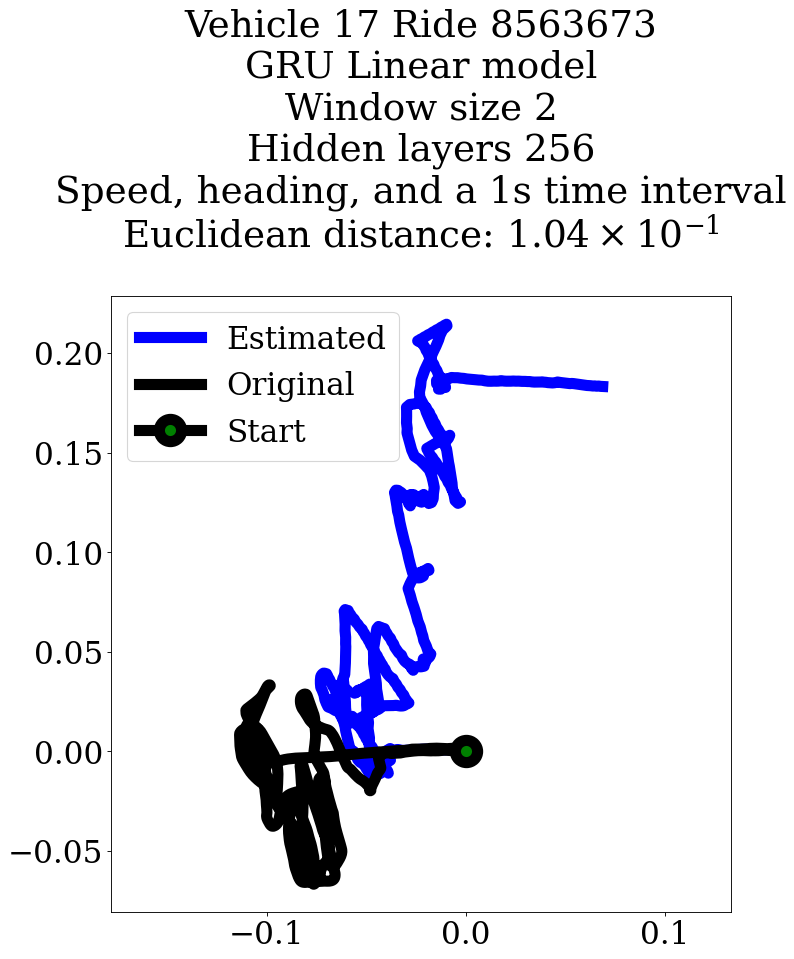 Vehicle 17 Ride 8563673
GRU Linear model
Window size 2
Hidden layers 256
Speed, heading, and a 1s time interval
Euclidean distance: 1.04 × 10⁻¹
Estimated
Original
Start
0.20
0.15
0.10
0.05
0.00
−0.05
−0.1 0.0 0.1